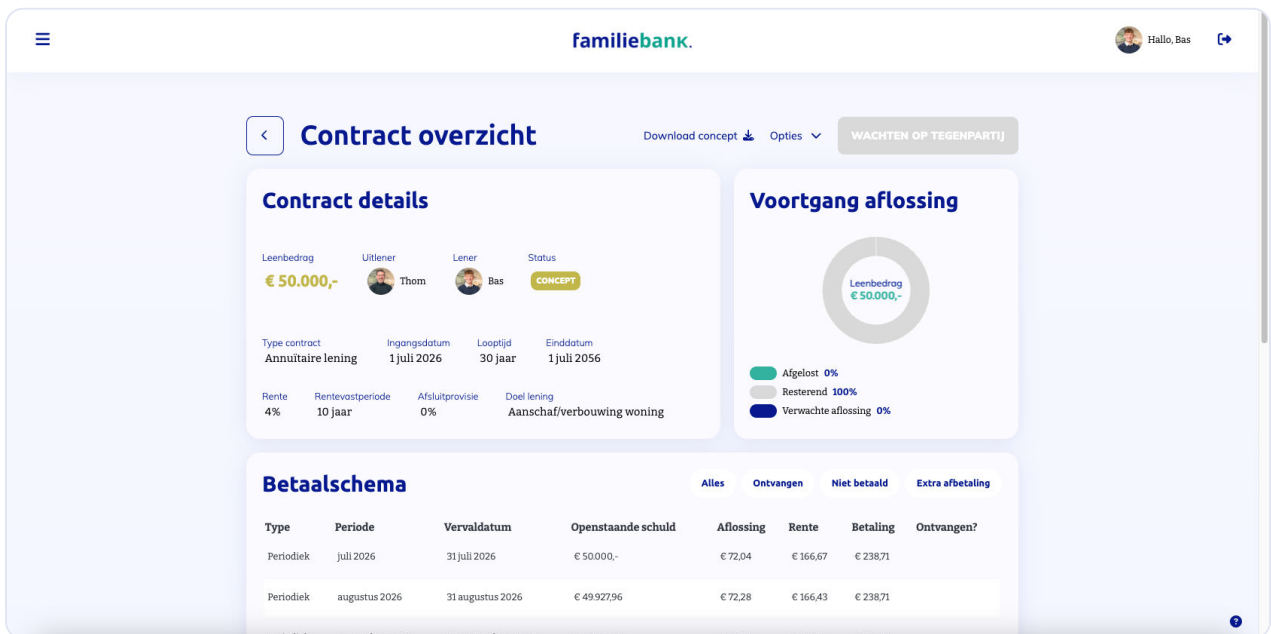 familiebank.
Hallo, Bas
Contract overzicht
Download concept
Opties
WACHTEN OP TEGENPARTIJ
Contract details
Leenbedrag Uitlener Lener Status
€ 50.000,- Thom Bas CONCEPT
Type contract Ingangsdatum Looptijd Einddatum
Annuïtaire lening 1 juli 2026 30 jaar 1 juli 2056
Rente Rentevastperiode Afsluitprovisie Doel lening
4% 10 jaar 0% Aanschaf/verbouwing woning
Voortgang aflossing
Leenbedrag
€ 50.000,-
Afgelost 0%
Resterend 100%
Verwachte aflossing 0%
Betaalschema
Alles Ontvangen Niet betaald Extra afbetaling
Type Periode Vervaldatum Openstaande schuld Aflossing Rente Betaling Ontvangen?
Periodiek juli 2026 31 juli 2026 € 50.000,- € 72,04 € 166,67 € 238,71
Periodiek augustus 2026 31 augustus 2026 € 49.927,96 € 72,28 € 166,43 € 238,71
?